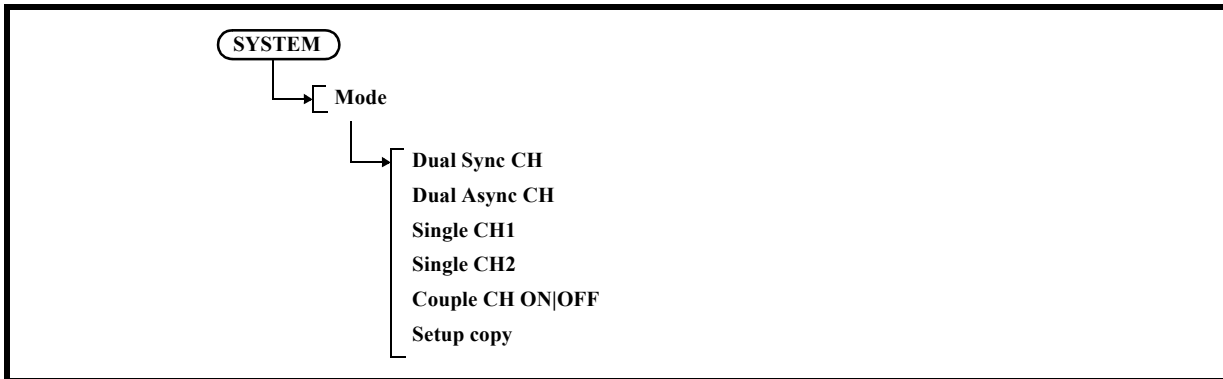 SYSTEM
Mode
Dual Sync CH
Dual Async CH
Single CH1
Single CH2
Couple CH ON|OFF
Setup copy